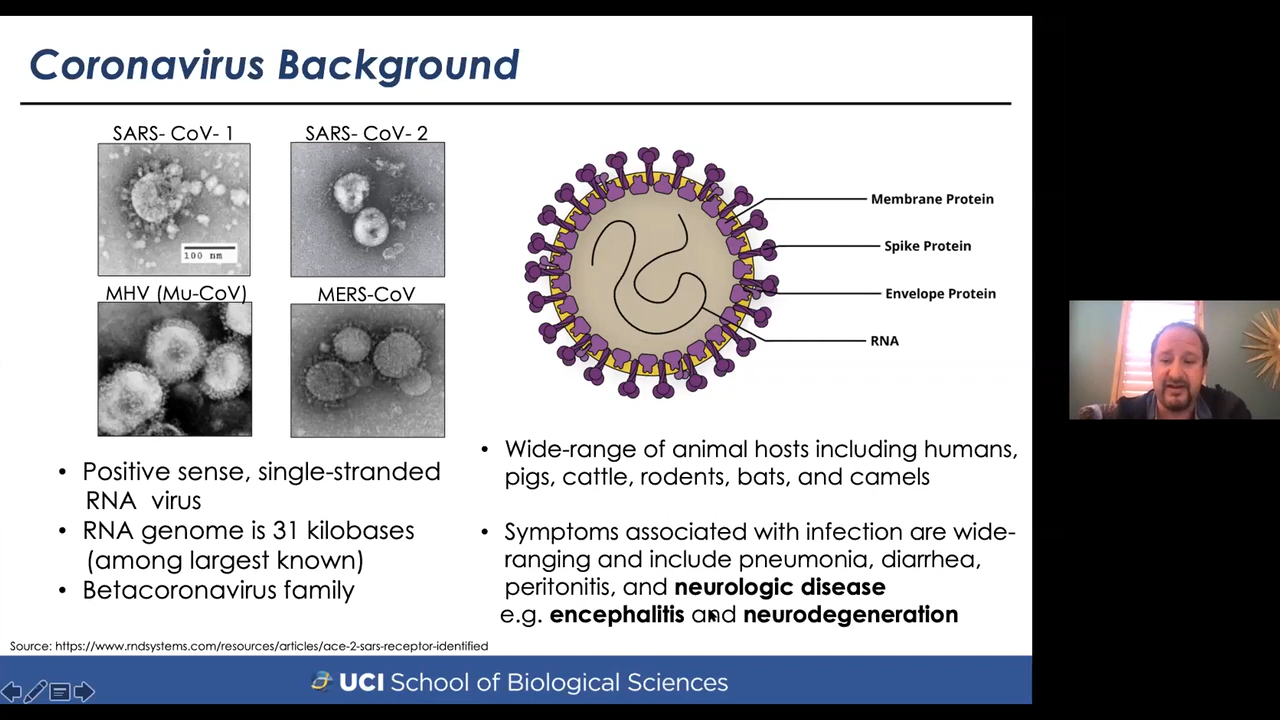 Coronavirus Background
SARS- CoV- 1
SARS- CoV- 2
100 nm
MHV (Mu-CoV)
MERS-CoV
Membrane Protein
Spike Protein
Envelope Protein
RNA
• Positive sense, single-stranded
RNA virus
• RNA genome is 31 kilobases
(among largest known)
• Betacoronavirus family
• Wide-range of animal hosts including humans,
pigs, cattle, rodents, bats, and camels
• Symptoms associated with infection are wide-
ranging and include pneumonia, diarrhea,
peritonitis, and neurologic disease
e.g. encephalitis and neurodegeneration
Source: https://www.rndsystems.com/resources/articles/ace-2-sars-receptor-identified
UCI School of Biological Sciences